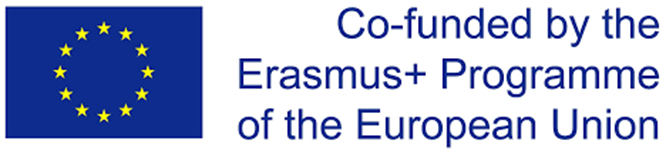 Co-funded by the
Erasmus+ Programme
of the European Union